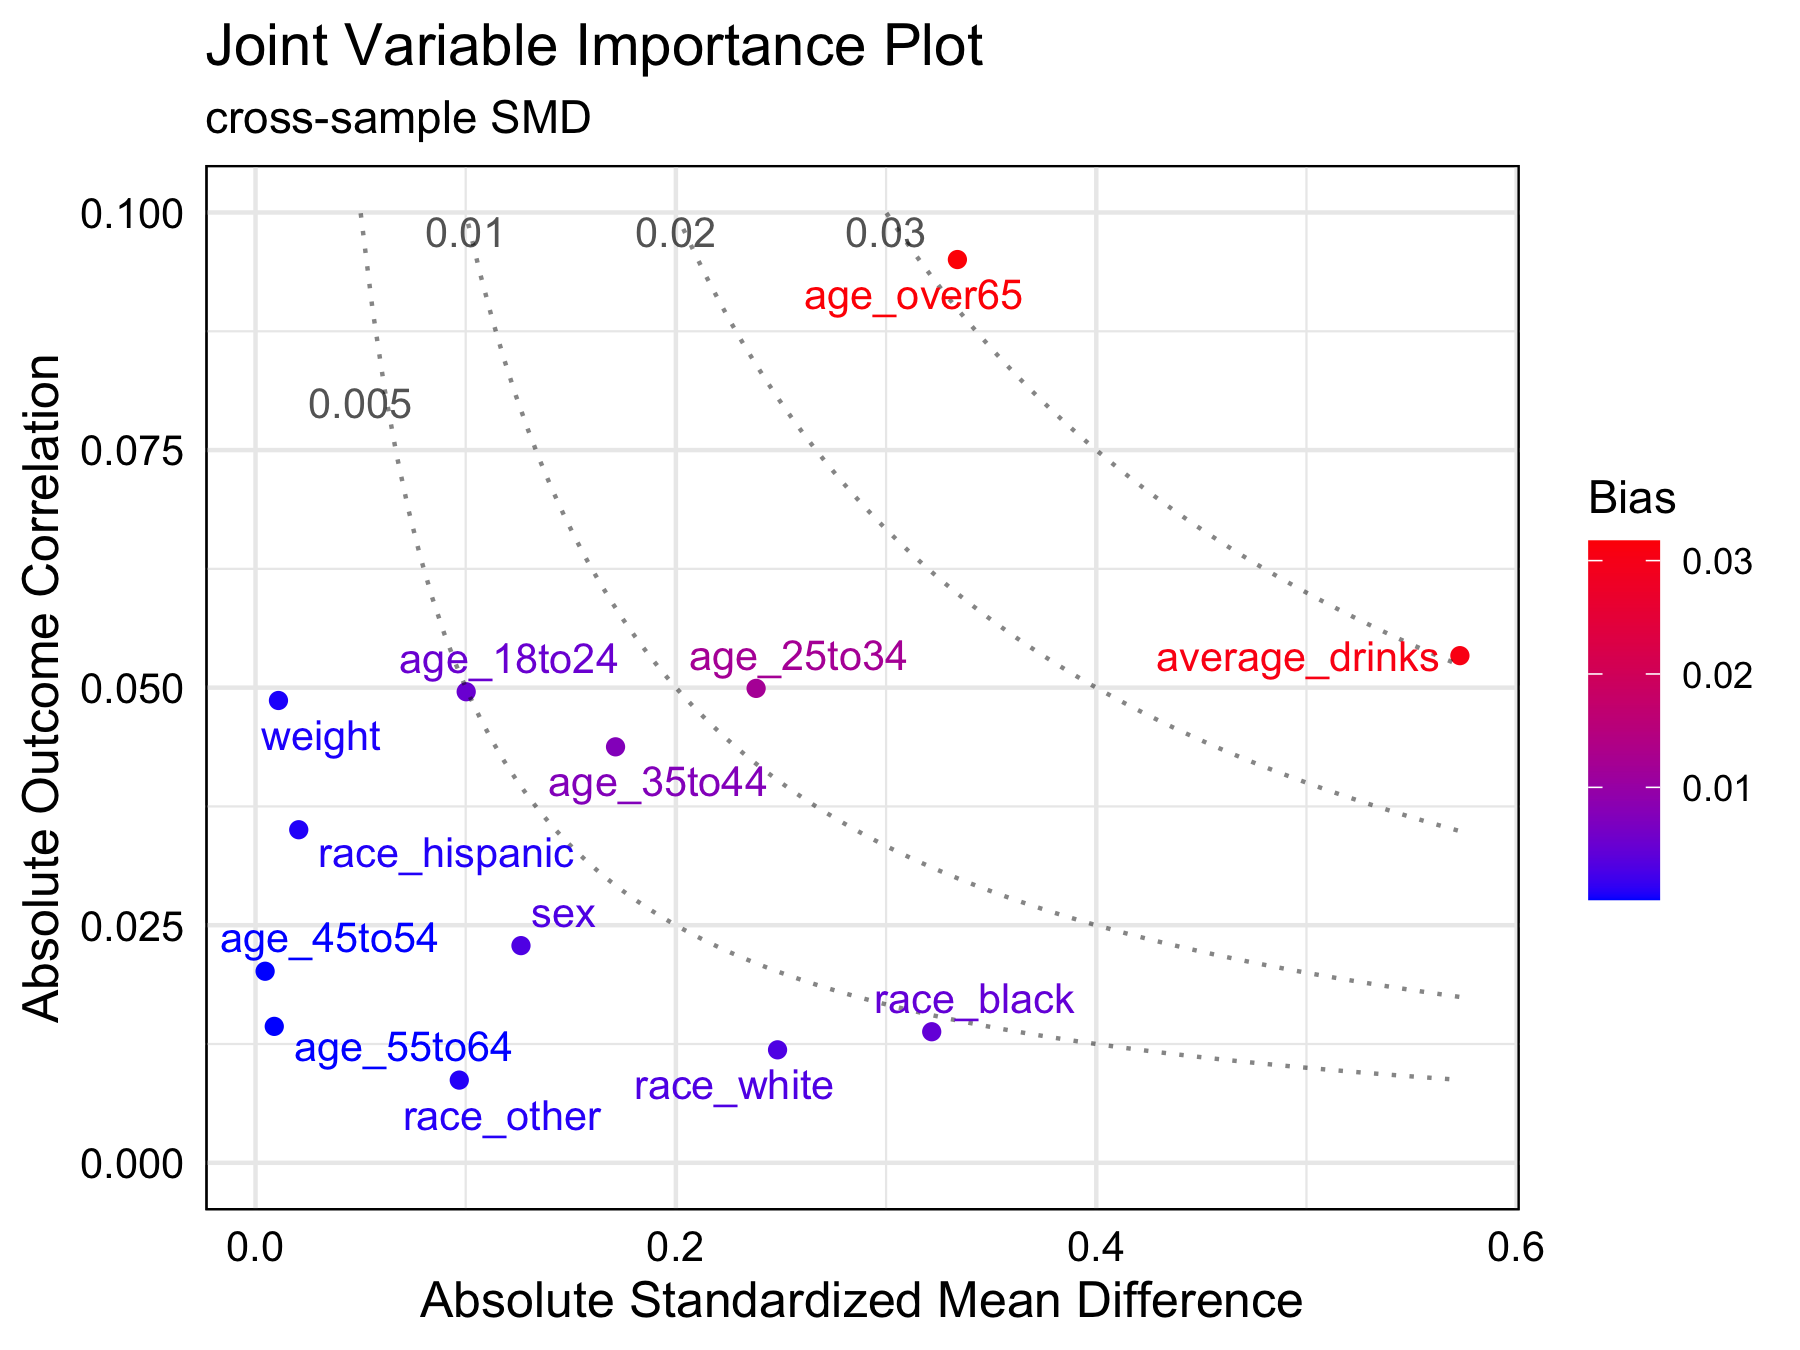 Joint Variable Importance Plot
cross-sample SMD
Absolute Outcome Correlation
0.100
0.075
0.050
0.025
0.000
0.01
0.02
0.03
0.005
age_over65
age_18to24
age_25to34
average_drinks
weight
age_35to44
race_hispanic
sex
age_45to54
race_black
age_55to64
race_white
race_other
0.0
0.2
0.4
0.6
Absolute Standardized Mean Difference
Bias
0.03
0.02
0.01